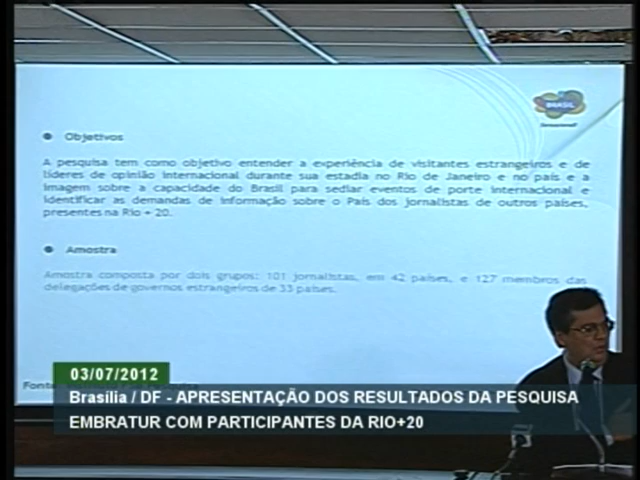 BRASIL
Sensacional!
Objetivos
A pesquisa tem como objetivo entender a experiência de visitantes estrangeiros e de
líderes de opinião internacional durante sua estadia no Rio de Janeiro e no país e a
imagem sobre a capacidade do Brasil para sediar eventos de porte internacional e
identificar as demandas de informação sobre o País dos jornalistas de outros países,
presentes na Rio + 20.
Amostra
Amostra composta por dois grupos: 101 jornalistas, em 42 países, e 127 membros das
delegações de governos estrangeiros de 33 países.
03/07/2012
Brasília / DF - APRESENTAÇÃO DOS RESULTADOS DA PESQUISA
EMBRATUR COM PARTICIPANTES DA RIO+20